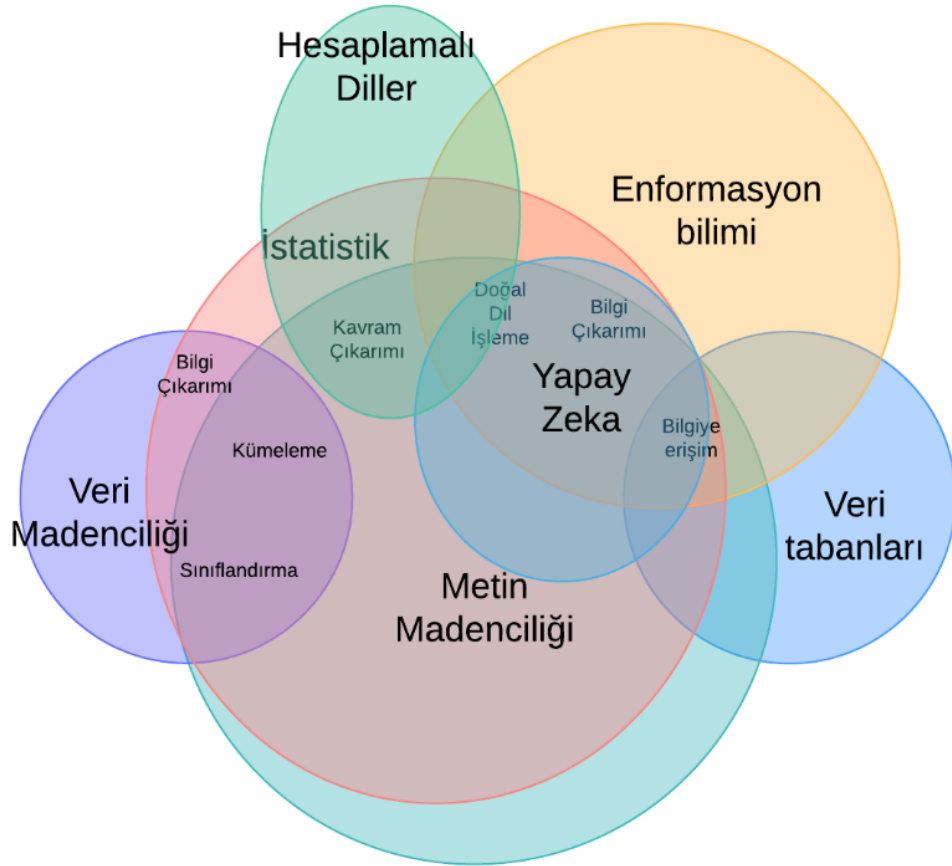 Hesaplamalı
Diller
Enformasyon
bilimi
İstatistik
Doğal
Dil
İşleme
Bilgi
Çıkarımı
Kavram
Çıkarımı
Bilgi
Çıkarımı
Yapay
Zeka
Bilgiye
erişim
Kümeleme
Veri
Madenciliği
Veri
tabanları
Sınıflandırma
Metin
Madenciliği